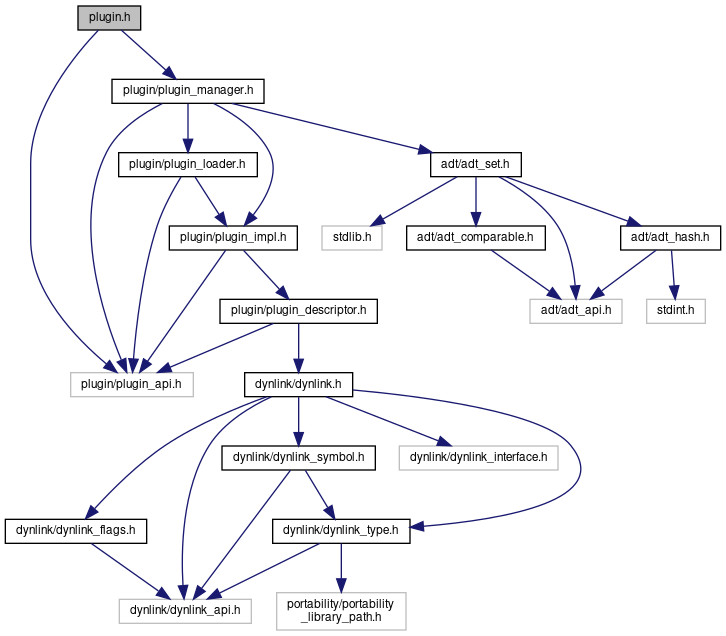 plugin.h
plugin/plugin_manager.h
plugin/plugin_loader.h
adt/adt_set.h
plugin/plugin_impl.h
stdlib.h
adt/adt_comparable.h
adt/adt_hash.h
plugin/plugin_descriptor.h
adt/adt_api.h
stdint.h
plugin/plugin_api.h
dynlink/dynlink.h
dynlink/dynlink_symbol.h
dynlink/dynlink_interface.h
dynlink/dynlink_flags.h
dynlink/dynlink_type.h
dynlink/dynlink_api.h
portability/portability
_library_path.h